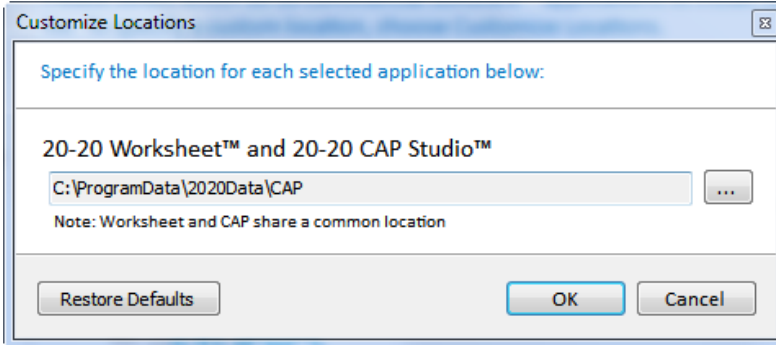 Customize Locations
Specify the location for each selected application below:
20-20 Worksheet™ and 20-20 CAP Studio™
C:\ProgramData\2020Data\CAP
...
Note: Worksheet and CAP share a common location
Restore Defaults
OK
Cancel